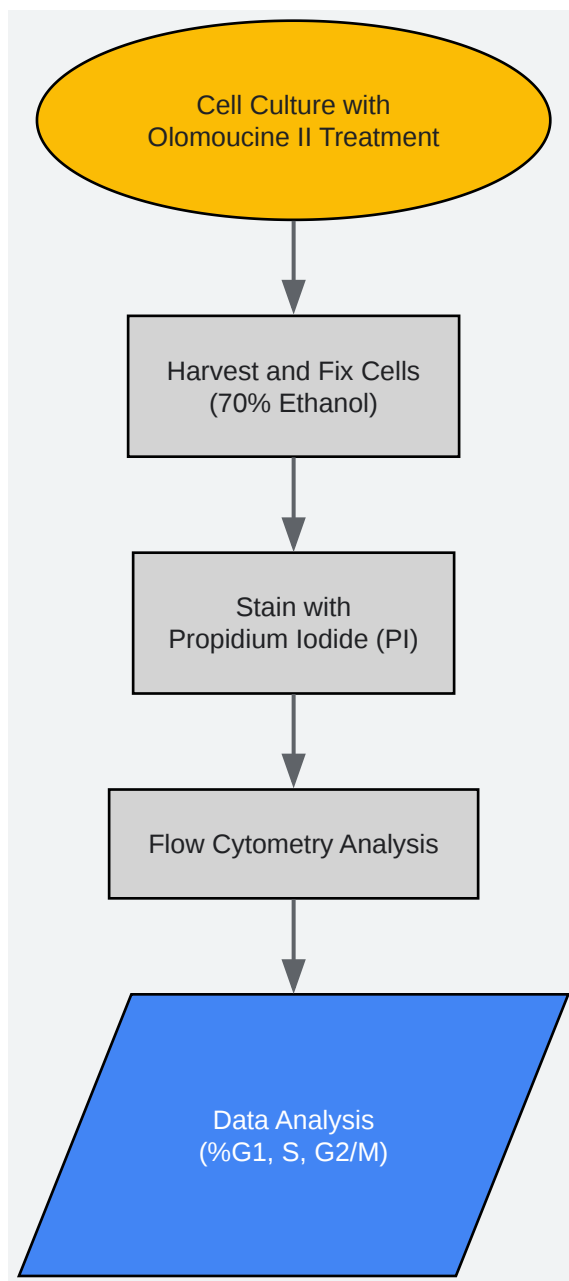 Cell Culture with
Olomoucine II Treatment
Harvest and Fix Cells
(70% Ethanol)
Stain with
Propidium Iodide (PI)
Flow Cytometry Analysis
Data Analysis
(%G1, S, G2/M)